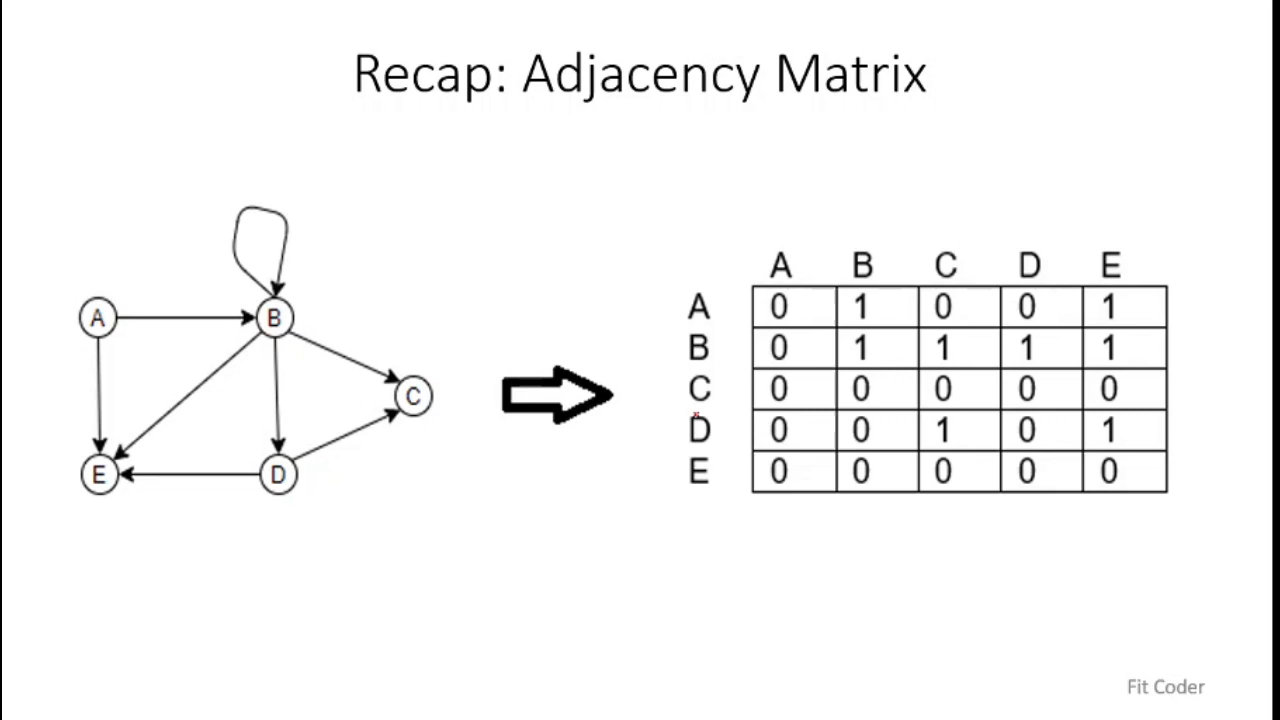 Recap: Adjacency Matrix
A B C
E D
A B C D E
A 0 1 0 0 1
B 0 1 1 1 1
C 0 0 0 0 0
D 0 0 1 0 1
E 0 0 0 0 0
Fit Coder